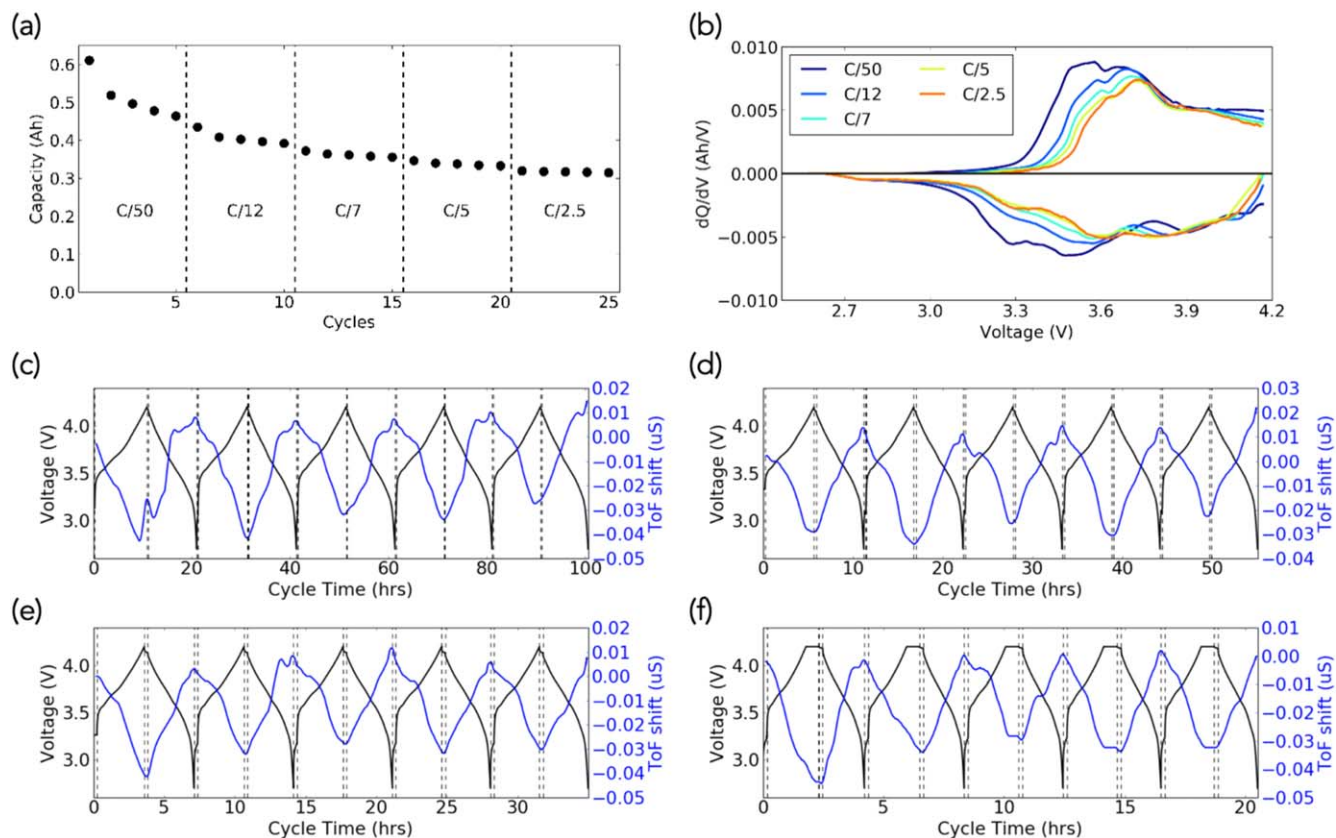 (a)
0.6
0.5
0.4
0.3
0.2
0.1
0.0
Capacity (Ah)
C/50
C/12
C/7
C/5
C/2.5
5
10
15
20
25
Cycles
(b)
0.010
0.005
0.000
−0.005
−0.010
dQ/dV (Ah/V)
C/50
C/12
C/7
C/5
C/2.5
2.7
3.0
3.3
3.6
3.9
4.2
Voltage (V)
(c)
4.0
3.5
3.0
Voltage (V)
0
20
40
60
80
100
Cycle Time (hrs)
0.02
0.01
0.00
−0.01
−0.02
−0.03
−0.04
−0.05
ToF shift (uS)
(d)
4.0
3.5
3.0
Voltage (V)
0
10
20
30
40
50
Cycle Time (hrs)
0.03
0.02
0.01
0.00
−0.01
−0.02
−0.03
−0.04
ToF shift (uS)
(e)
4.0
3.5
3.0
Voltage (V)
0
5
10
15
20
25
30
Cycle Time (hrs)
0.02
0.01
0.00
−0.01
−0.02
−0.03
−0.04
−0.05
ToF shift (uS)
(f)
4.0
3.5
3.0
Voltage (V)
0
5
10
15
20
Cycle Time (hrs)
0.01
0.00
−0.01
−0.02
−0.03
−0.04
−0.05
ToF shift (uS)